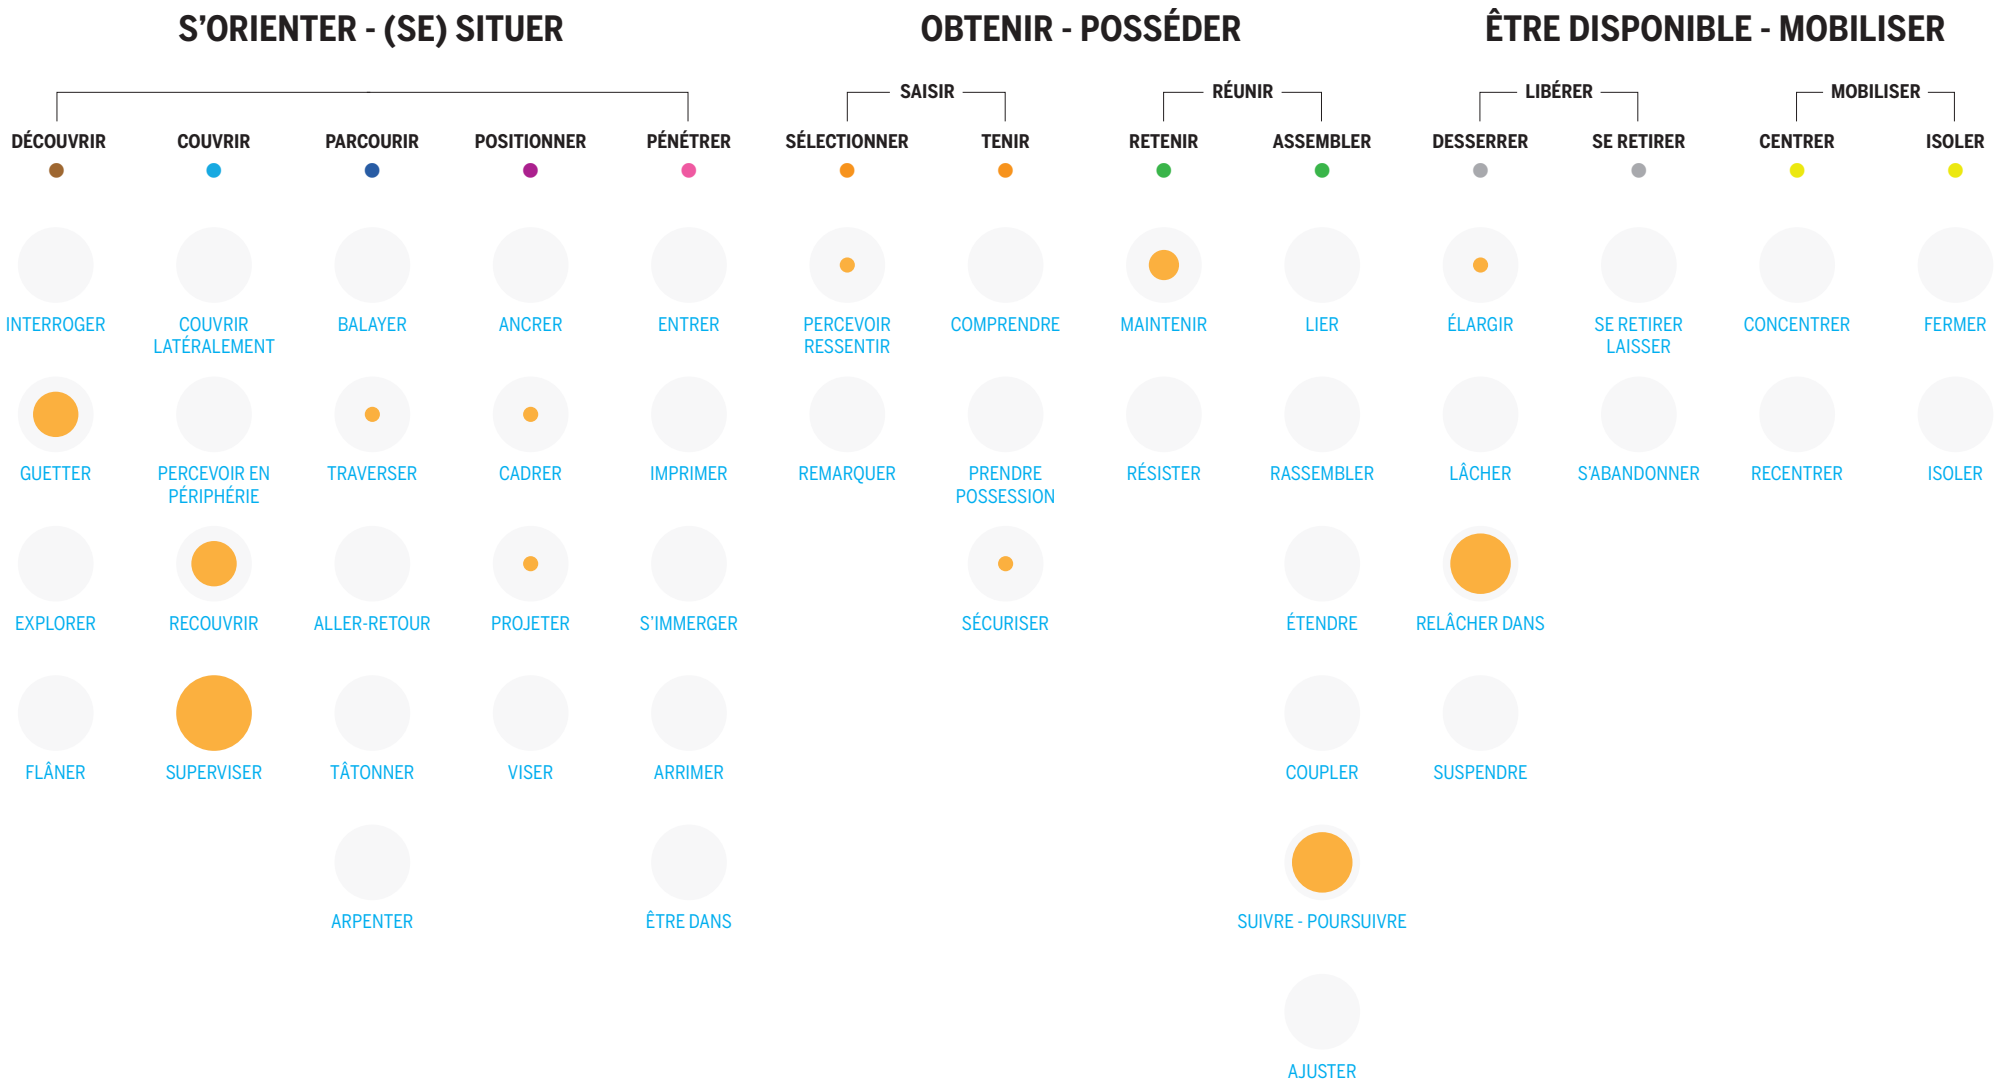 S'ORIENTER - (SE) SITUER
OBTENIR - POSSÉDER
ÊTRE DISPONIBLE - MOBILISER
SAISIR
RÉUNIR
LIBÉRER
MOBILISER
DÉCOUVRIR
COUVRIR
PARCOURIR
POSITIONNER
PÉNÉTRER
SÉLECTIONNER
TENIR
RETENIR
ASSEMBLER
DESSERRER
SE RETIRER
CENTRER
ISOLER
INTERROGER
COUVRIR
LATÉRALEMENT
BALAYER
ANCRER
ENTRER
PERCEVOIR
RESSENTIR
COMPRENDRE
MAINTENIR
LIER
ÉLARGIR
SE RETIRER
LAISSER
CONCENTRER
FERMER
GUETTER
PERCEVOIR EN
PÉRIPHÉRIE
TRAVERSER
CADRER
IMPRIMER
REMARQUER
PRENDRE
POSSESSION
RÉSISTER
RASSEMBLER
LÂCHER
S'ABANDONNER
RECENTRER
ISOLER
EXPLORER
RECOUVRIR
ALLER-RETOUR
PROJETER
S'IMMERGER
SÉCURISER
ÉTENDRE
RELÂCHER DANS
FLÂNER
SUPERVISER
TÂTONNER
VISER
ARRIMER
COUPLER
SUSPENDRE
ARPENTER
ÊTRE DANS
SUIVRE - POURSUIVRE
AJUSTER